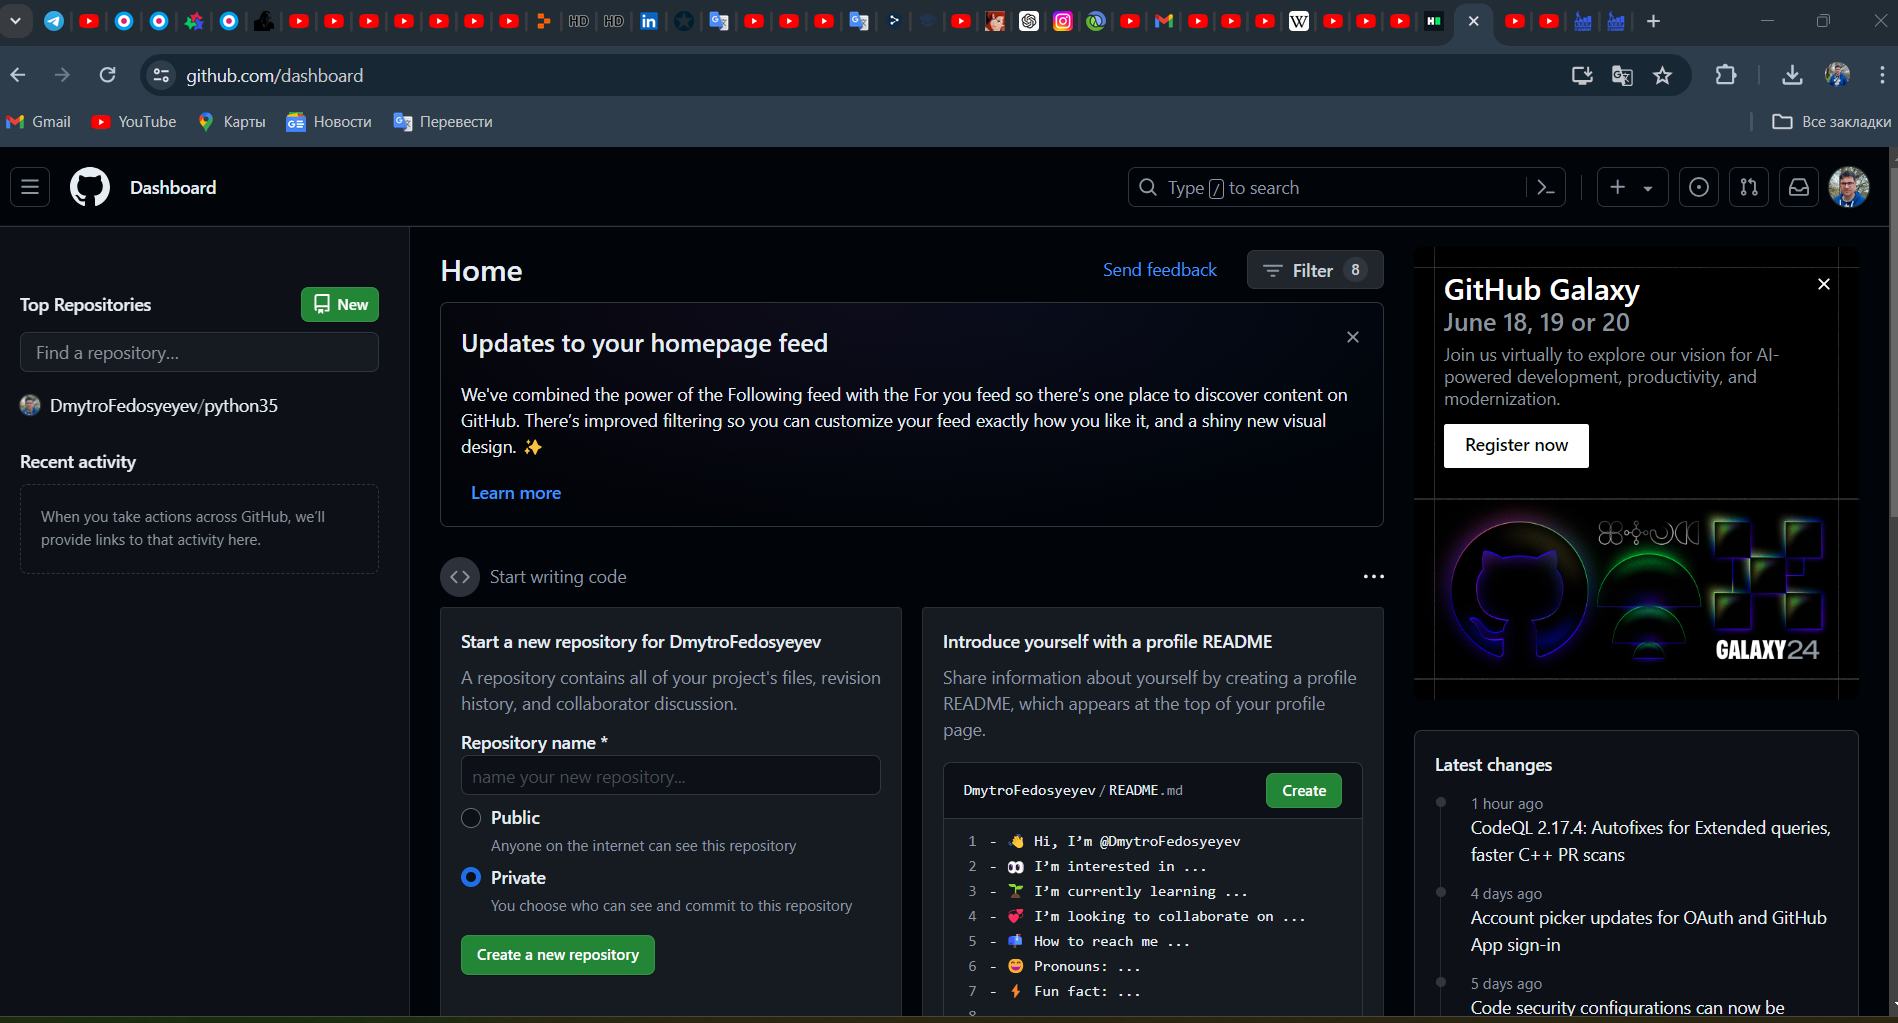 HD
HD
in
W
H
github.com/dashboard
Gmail
YouTube
Карты
Новости
Перевести
Все закладки
Dashboard
Type / to search
Top Repositories
New
Find a repository…
DmytroFedosyeyev/python35
Recent activity
When you take actions across GitHub, we’ll
provide links to that activity here.
Home
Send feedback
Filter 8
Updates to your homepage feed
We've combined the power of the Following feed with the For you feed so there’s one place to discover content on
GitHub. There’s improved filtering so you can customize your feed exactly how you like it, and a shiny new visual
design. ✨
Learn more
Start writing code
Start a new repository for DmytroFedosyeyev
A repository contains all of your project's files, revision
history, and collaborator discussion.
Repository name *
name your new repository...
Public
Anyone on the internet can see this repository
Private
You choose who can see and commit to this repository
Create a new repository
Introduce yourself with a profile README
Share information about yourself by creating a profile
README, which appears at the top of your profile
page.
DmytroFedosyeyev / README.md
Create
1 - 👋 Hi, I’m @DmytroFedosyeyev
2 - 👀 I’m interested in ...
3 - 🌱 I’m currently learning ...
4 - 💞️ I’m looking to collaborate on ...
5 - 📫 How to reach me ...
6 - 😄 Pronouns: ...
7 - ⚡ Fun fact: ...
8
GitHub Galaxy
June 18, 19 or 20
Join us virtually to explore our vision for AI-
powered development, productivity, and
modernization.
Register now
GALAXY24
Latest changes
1 hour ago
CodeQL 2.17.4: Autofixes for Extended queries,
faster C++ PR scans
4 days ago
Account picker updates for OAuth and GitHub
App sign-in
5 days ago
Code security configurations can now be